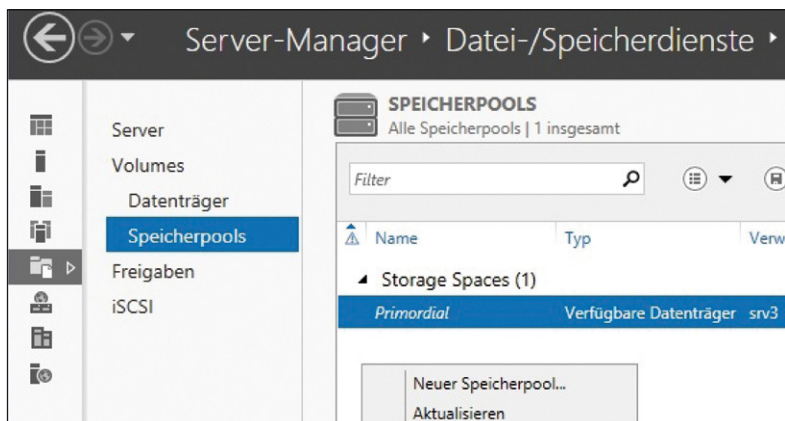 Server-Manager ‣ Datei-/Speicherdienste ‣
SPEICHERPOOLS
Alle Speicherpools | 1 insgesamt
Server
Volumes
Datenträger
Speicherpools
Freigaben
iSCSI
Filter
Name Typ Verw
Storage Spaces (1)
Primordial Verfügbare Datenträger srv3
Neuer Speicherpool...
Aktualisieren